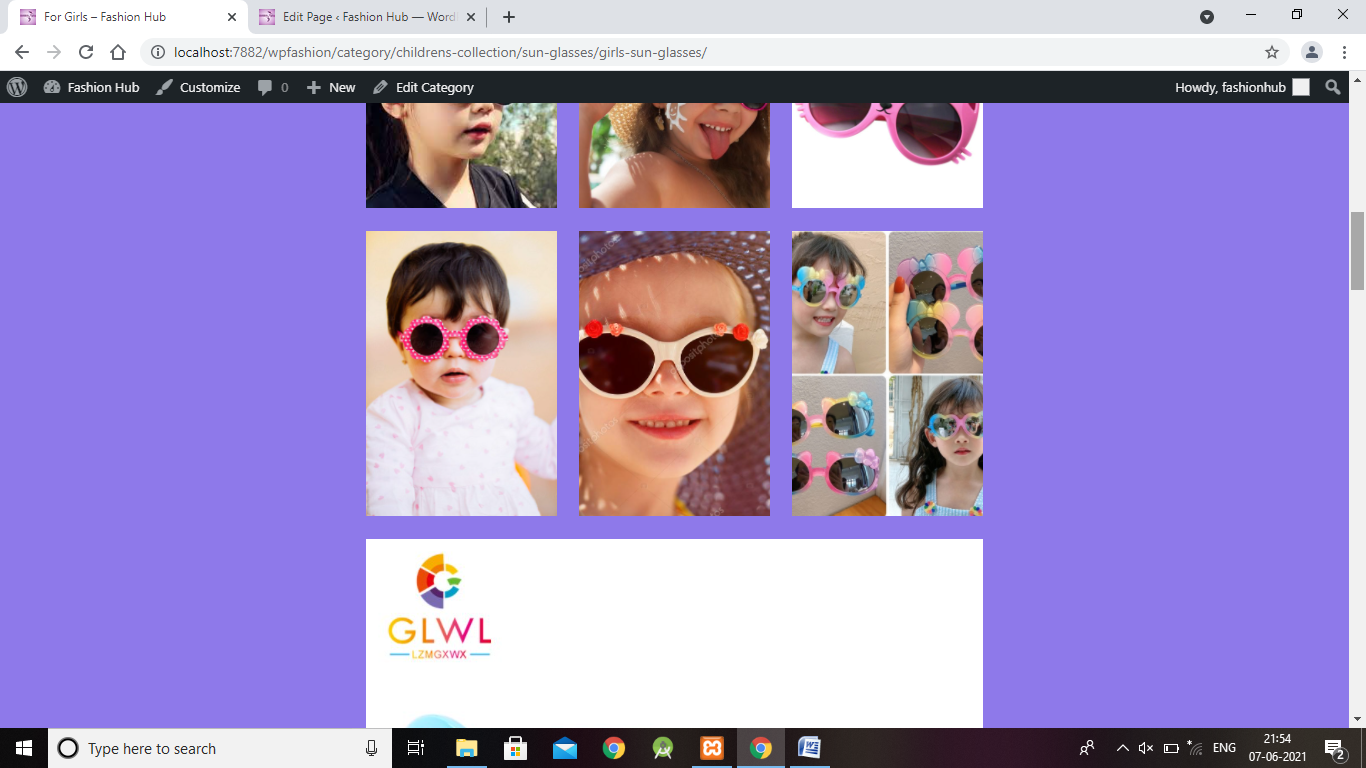 For Girls – Fashion Hub
Edit Page ‹ Fashion Hub — Word
localhost:7882/wpfashion/category/childrens-collection/sun-glasses/girls-sun-glasses/
Fashion Hub
Customize
0
New
Edit Category
Howdy, fashionhub
GLWL
LZMGXWX
Type here to search
ENG
21:54
07-06-2021
2